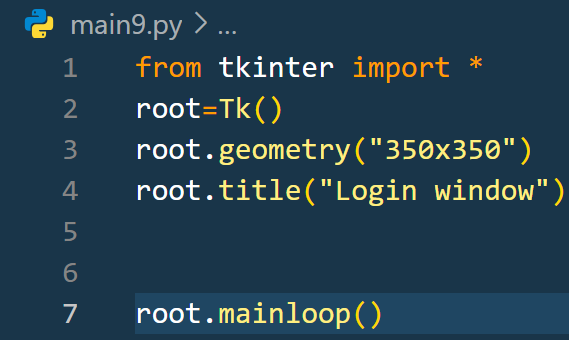 main9.py > ...
1 from tkinter import *
2 root=Tk()
3 root.geometry("350x350")
4 root.title("Login window")
5
6
7 root.mainloop()